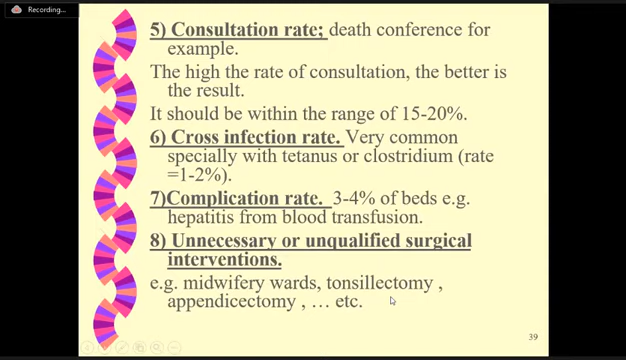 Recording...
5) Consultation rate; death conference for
example.
The high the rate of consultation, the better is
the result.
It should be within the range of 15-20%.
6) Cross infection rate. Very common
specially with tetanus or clostridium (rate
=1-2%).
7)Complication rate. 3-4% of beds e.g.
hepatitis from blood transfusion.
8) Unnecessary or unqualified surgical
interventions.
e.g. midwifery wards, tonsillectomy ,
appendicectomy , … etc.
39